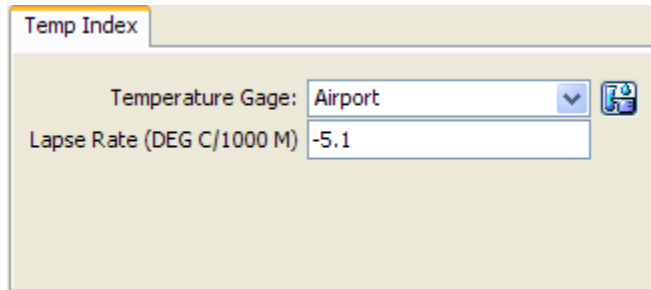 Temp Index
Temperature Gage: Airport
Lapse Rate (DEG C/1000 M) -5.1